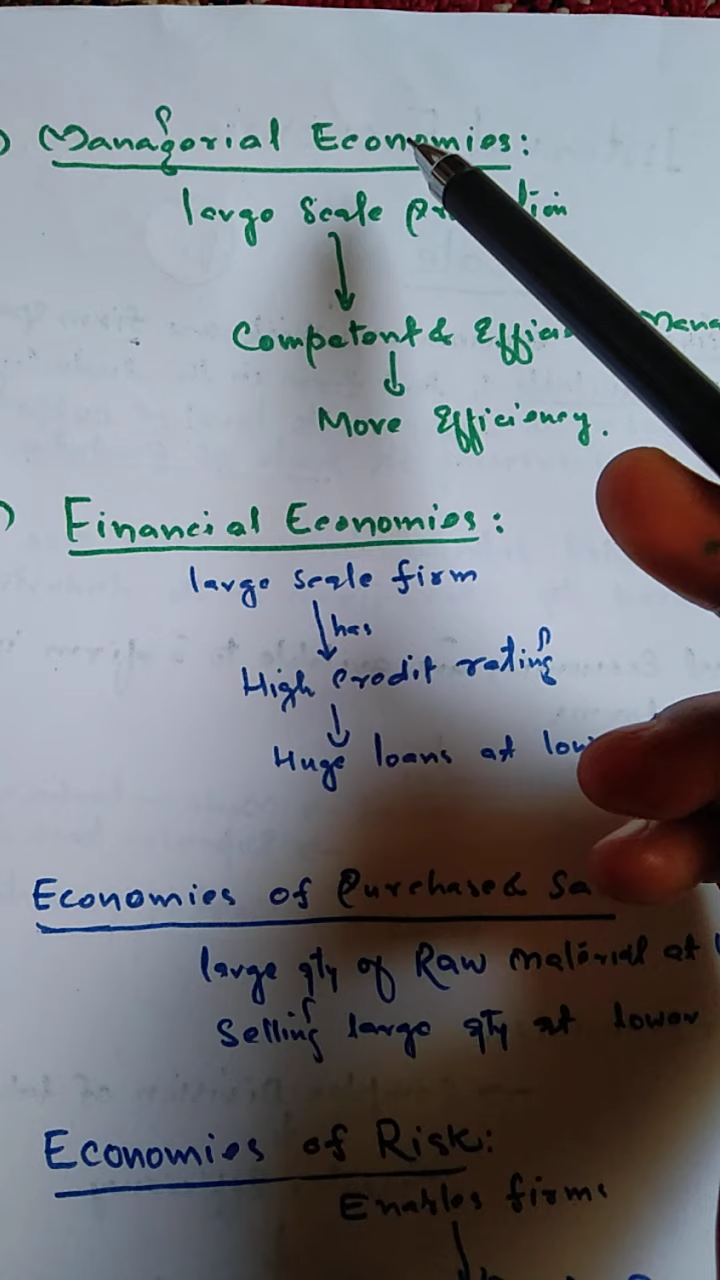 ) Managerial Economies:
large scale
Competent & Mana
More Efficiency.
) Financial Economies:
large scale firm
has
High credit rating
Huge loans at
Economies of Purchase & Sa
large qty of Raw material at
Selling large qty at lower
Economies of Risk:
Enables firms